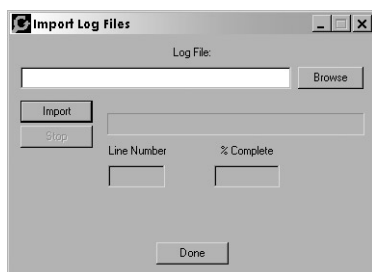 Import Log Files
Log File:
Browse
Import
Stop
Line Number
% Complete
Done